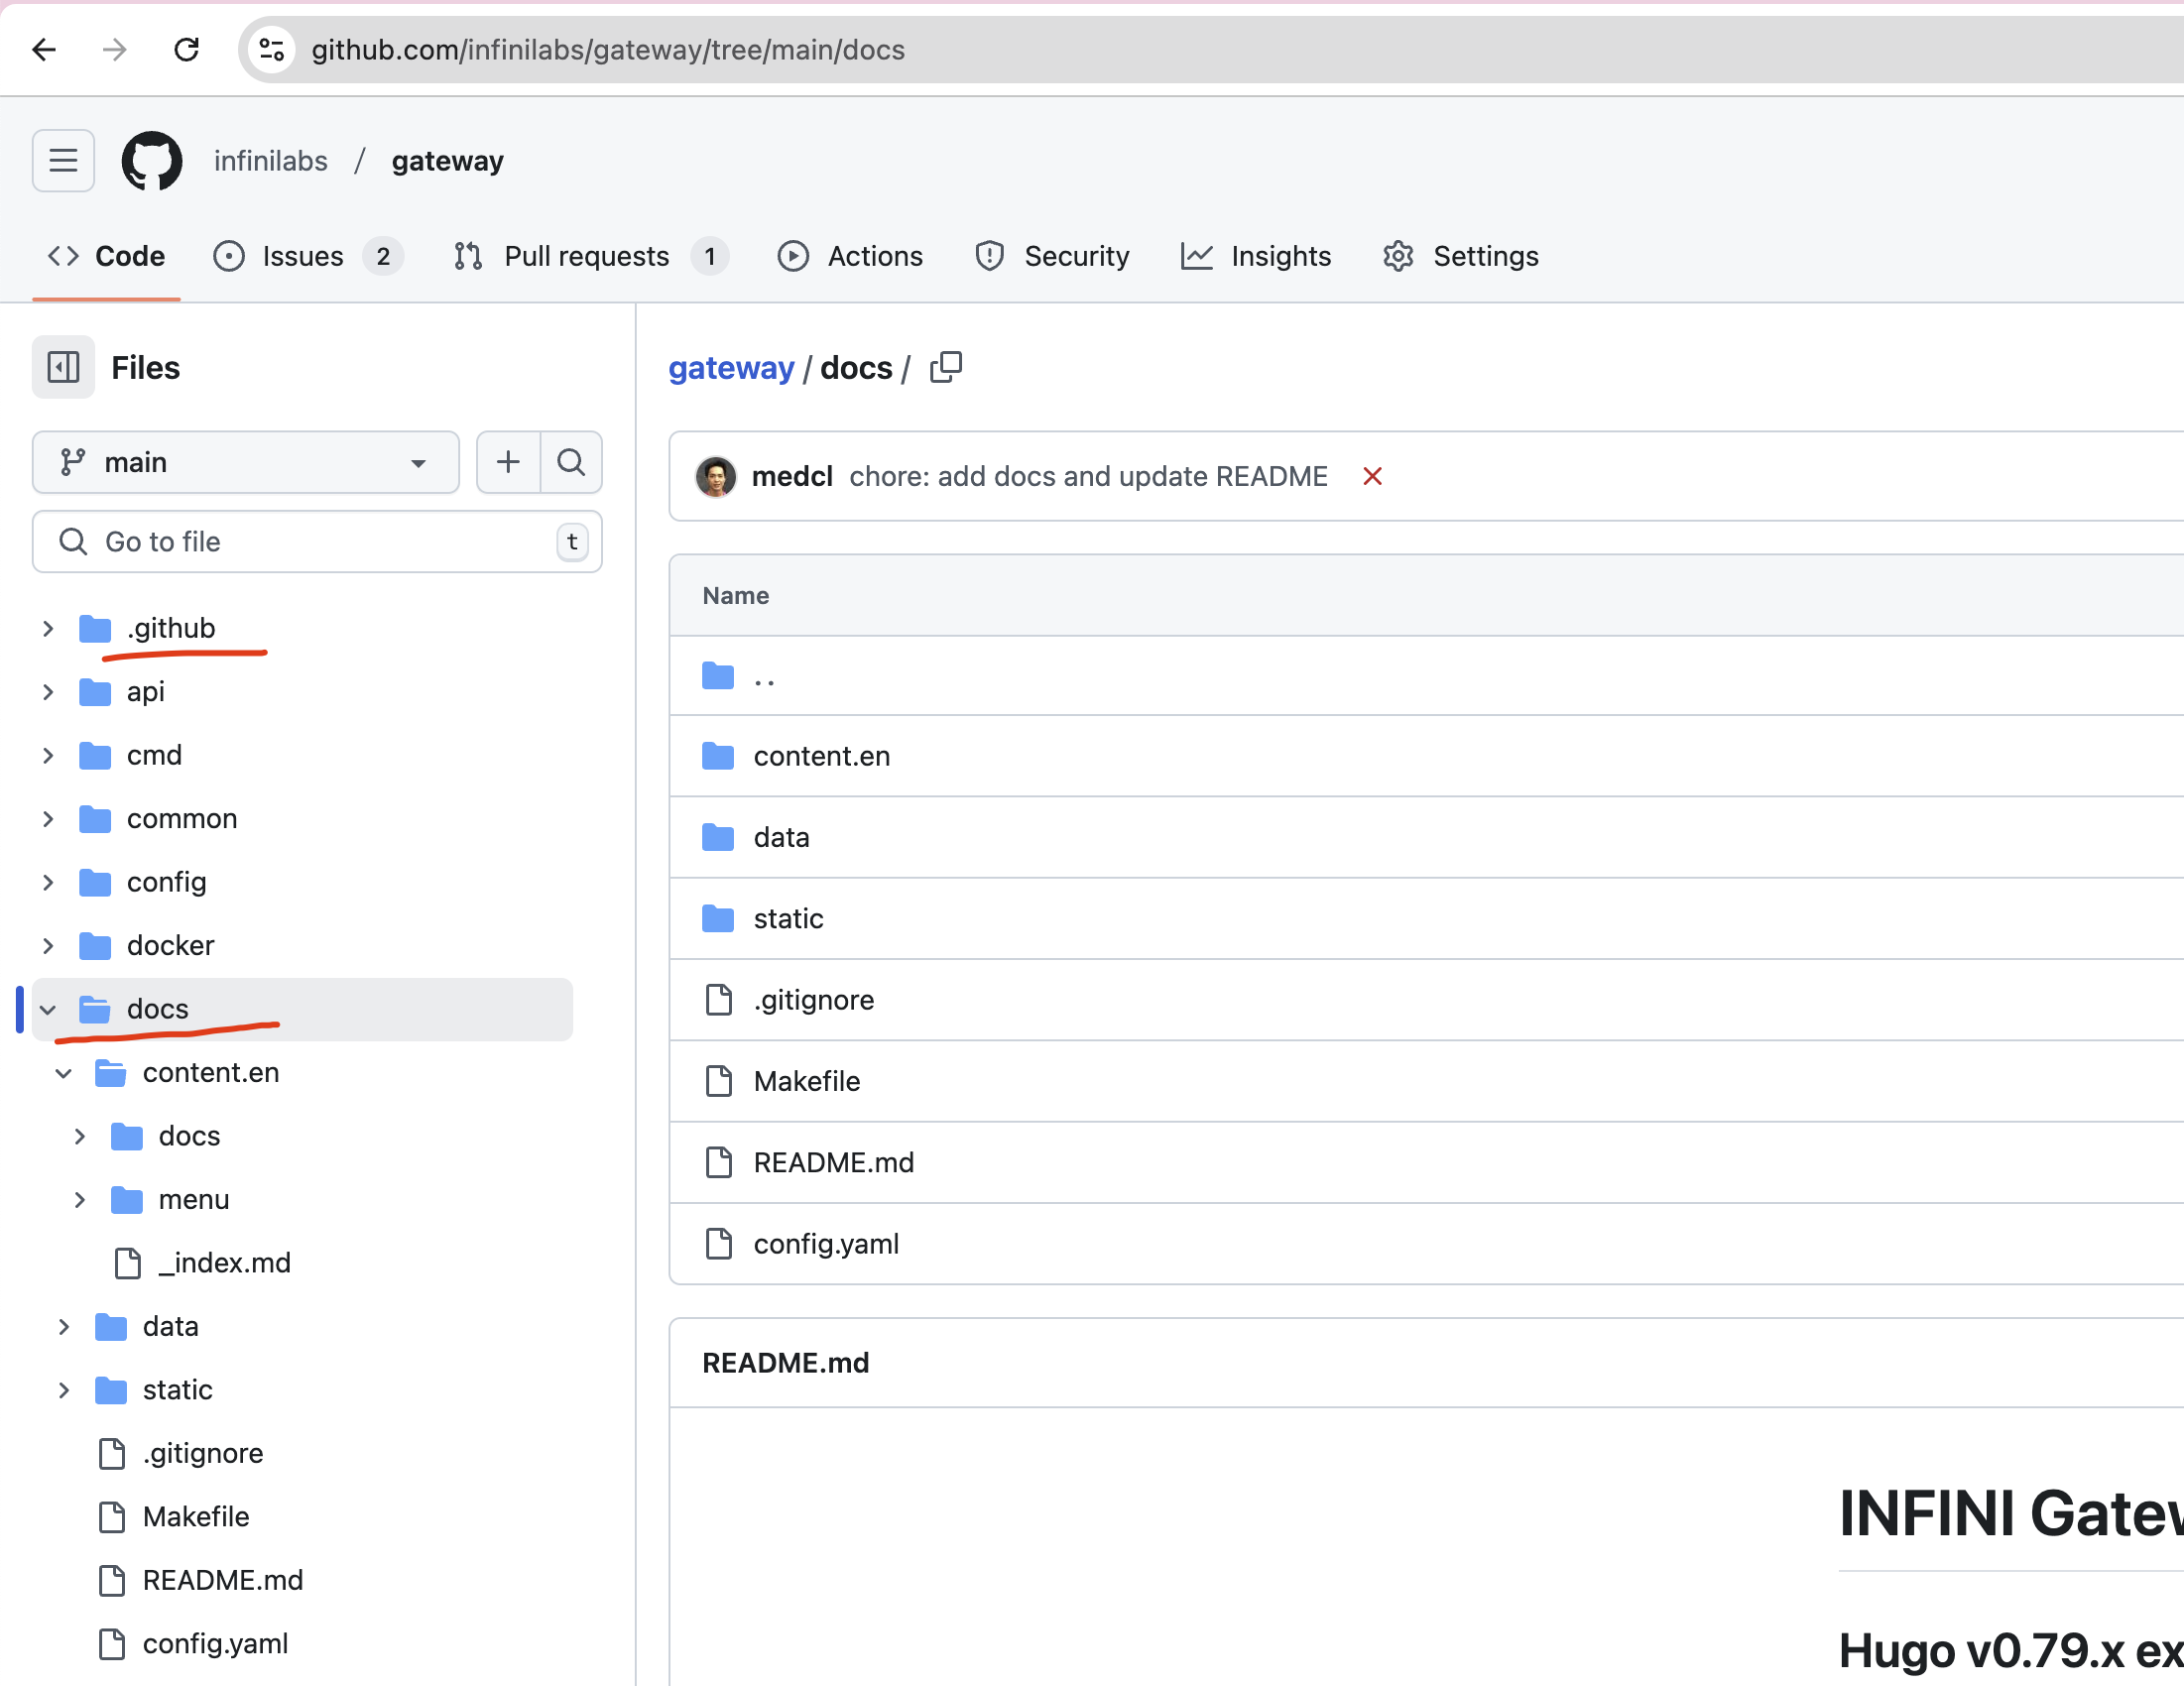 github.com/infinilabs/gateway/tree/main/docs
infinilabs / gateway
Code Issues 2 Pull requests 1 Actions Security Insights Settings
Files
main
Go to file t
.github
api
cmd
common
config
docker
docs
content.en
docs
menu
_index.md
data
static
.gitignore
Makefile
README.md
config.yaml
gateway / docs /
medcl chore: add docs and update README
Name
..
content.en
data
static
.gitignore
Makefile
README.md
config.yaml
README.md
INFINI Gatew
Hugo v0.79.x ex